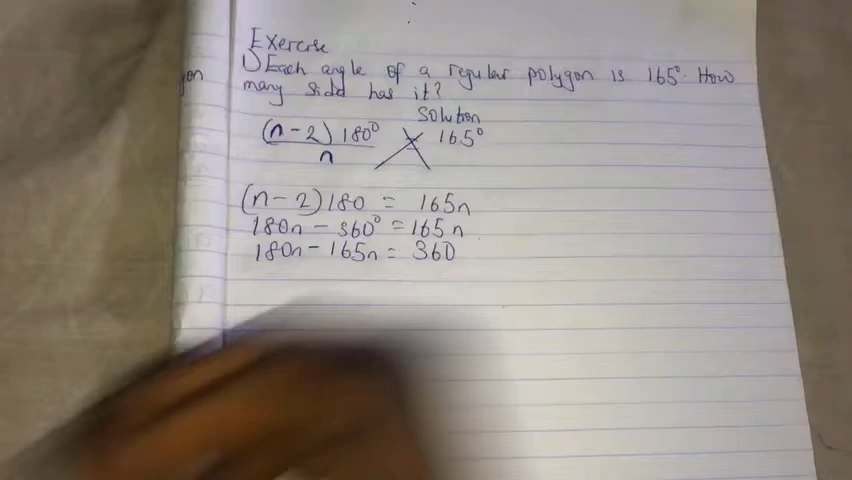 Exercise
1) Each angle of a regular polygon is 165°. How
many sided has it?
Solution
(n - 2) 180° = 165°
n
(n - 2) 180 = 165n
180n - 360° = 165n
180n - 165n = 360